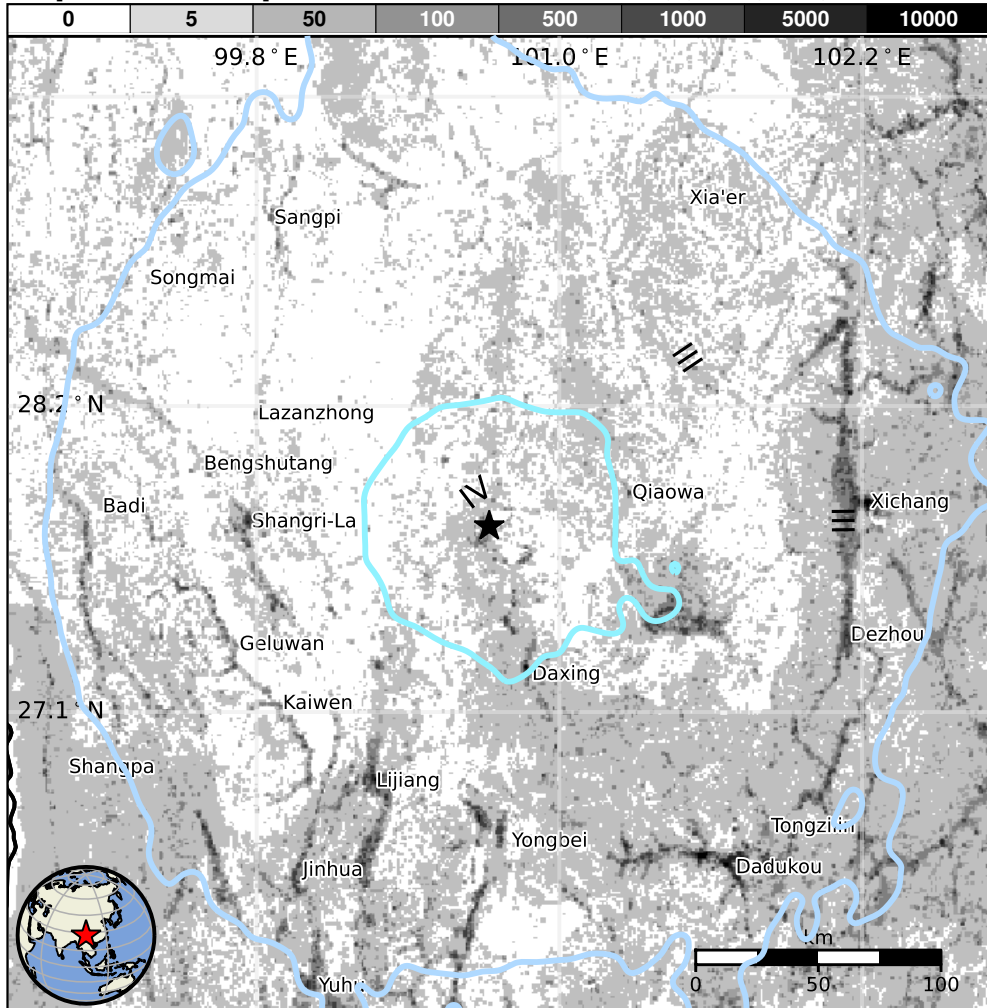 0 5 50 100 500 1000 5000 10000
99.8°E 101.0°E 102.2°E
Xia'er
Sangpi
Songmai
III
28.2°N
Lazanzhong
Bengshutang
IV
Qiaowa
Badi
Xichang
Shangri-La
III
Dezhou
Geluwan
Daxing
Kaiwen
27.1°N
Shangpa
Lijiang
Tongzilin
Yongbei
Jinhua
Dadukou
km
Yuhu
0 50 100